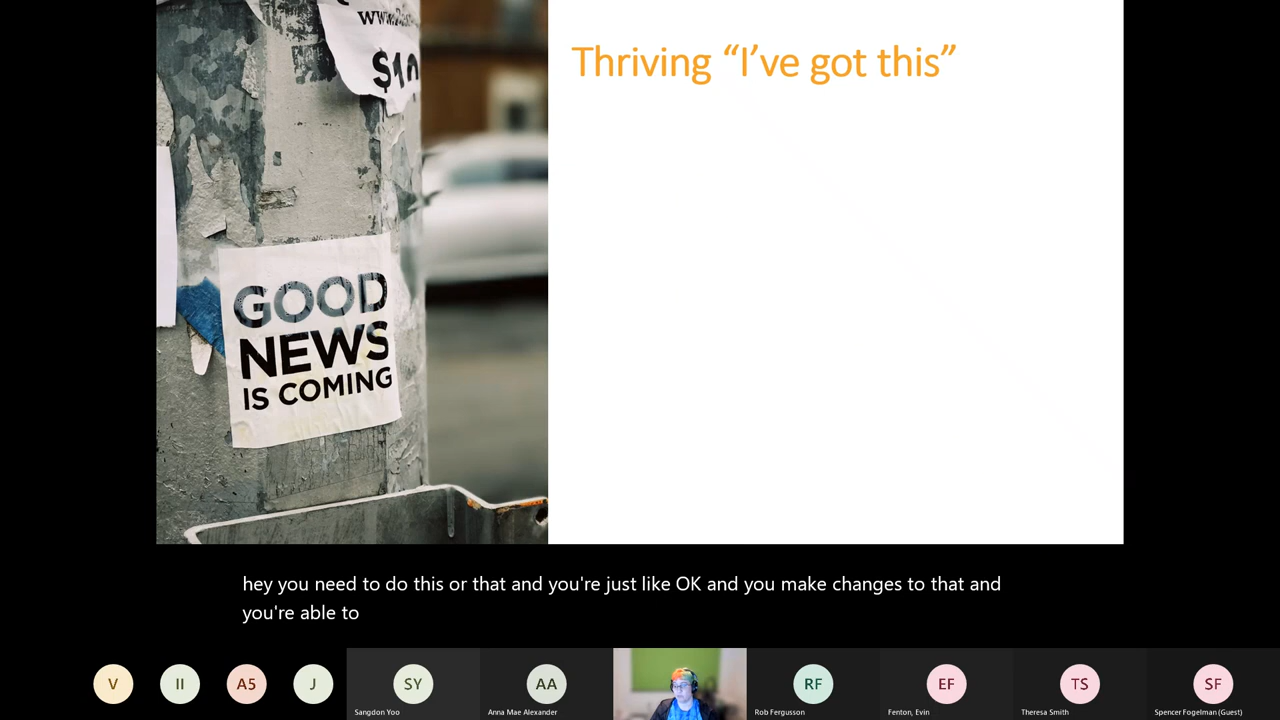 $10
Thriving “I’ve got this”
GOOD
NEWS
IS COMING
hey you need to do this or that and you're just like OK and you make changes to that and
you're able to
V
II
A5
J
SY
AA
RF
EF
TS
SF
Sangdon Yoo
Anna Mae Alexander
Rob Fergusson
Fenton, Evin
Theresa Smith
Spencer Fogelman (Guest)